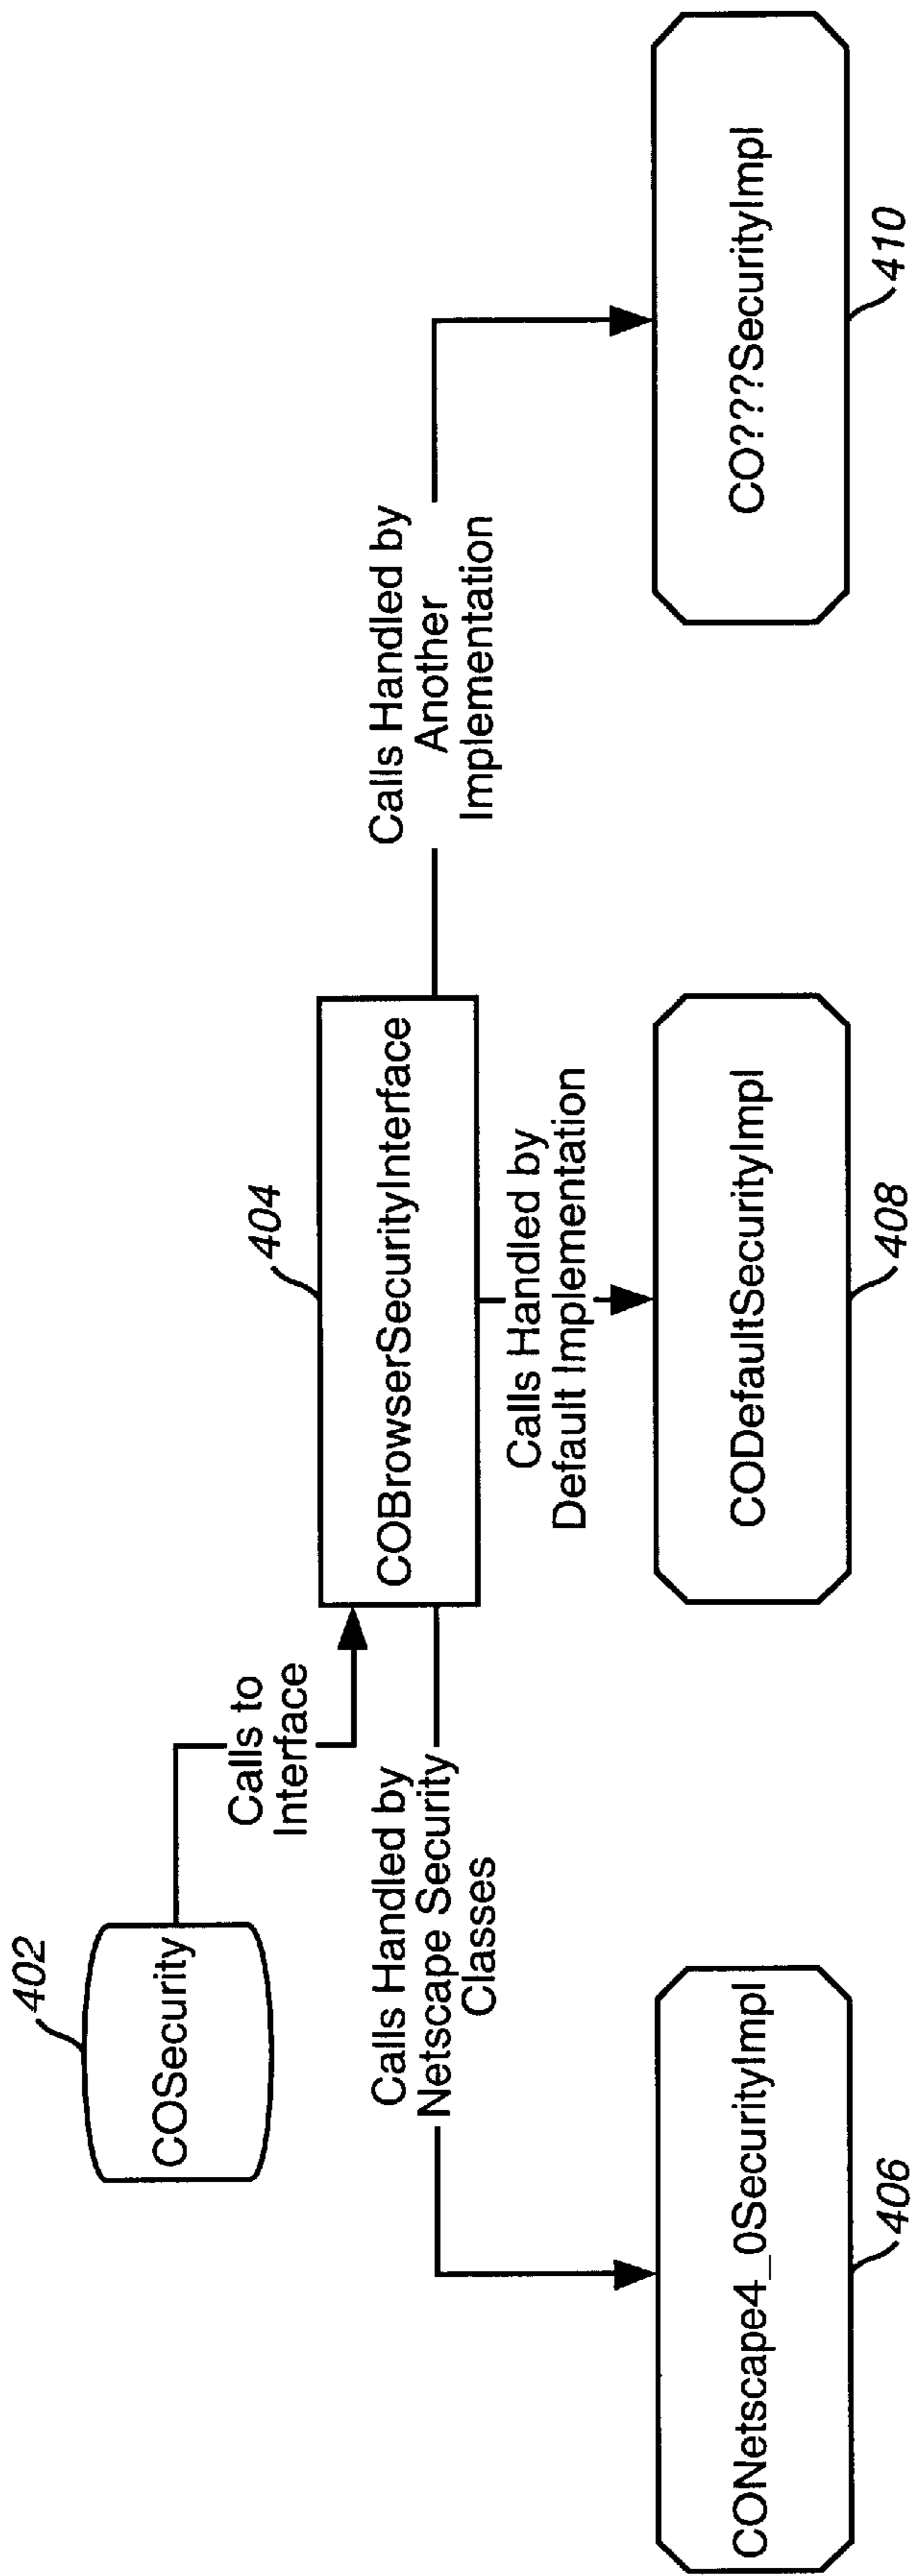 402
COSecurity
Calls to
Interface
404
COBrowserSecurityInterface
Calls Handled by
Netscape Security
Classes
Calls Handled by
Default Implementation
Calls Handled by
Another
Implementation
CONetscape4_0SecurityImpl
406
CODefaultSecurityImpl
408
CO???SecurityImpl
410